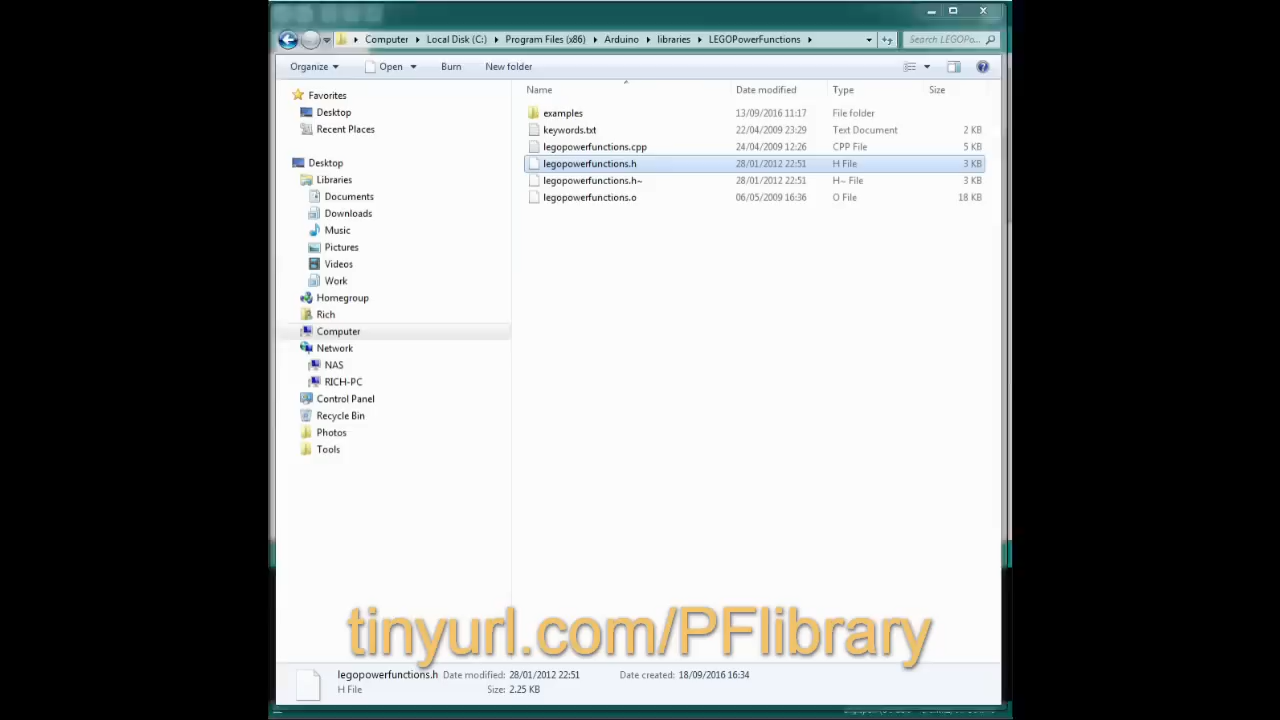 Computer Local Disk (C:) Program Files (x86) Arduino libraries LEGOPowerFunctions Search LEGOPo...
Organize Open Burn New folder
Name Date modified Type Size
Favorites
Desktop
Recent Places
Desktop
Libraries
Documents
Downloads
Music
Pictures
Videos
Work
Homegroup
Rich
Computer
Network
NAS
RICH-PC
Control Panel
Recycle Bin
Photos
Tools
examples 13/09/2016 11:17 File folder
keywords.txt 22/04/2009 23:29 Text Document 2 KB
legopowerfunctions.cpp 24/04/2009 12:26 CPP File 5 KB
legopowerfunctions.h 28/01/2012 22:51 H File 3 KB
legopowerfunctions.h~ 28/01/2012 22:51 H~ File 3 KB
legopowerfunctions.o 06/05/2009 16:36 O File 18 KB
tinyurl.com/PFlibrary
legopowerfunctions.h Date modified: 28/01/2012 22:51 Date created: 18/09/2016 16:34
H File Size: 2.25 KB